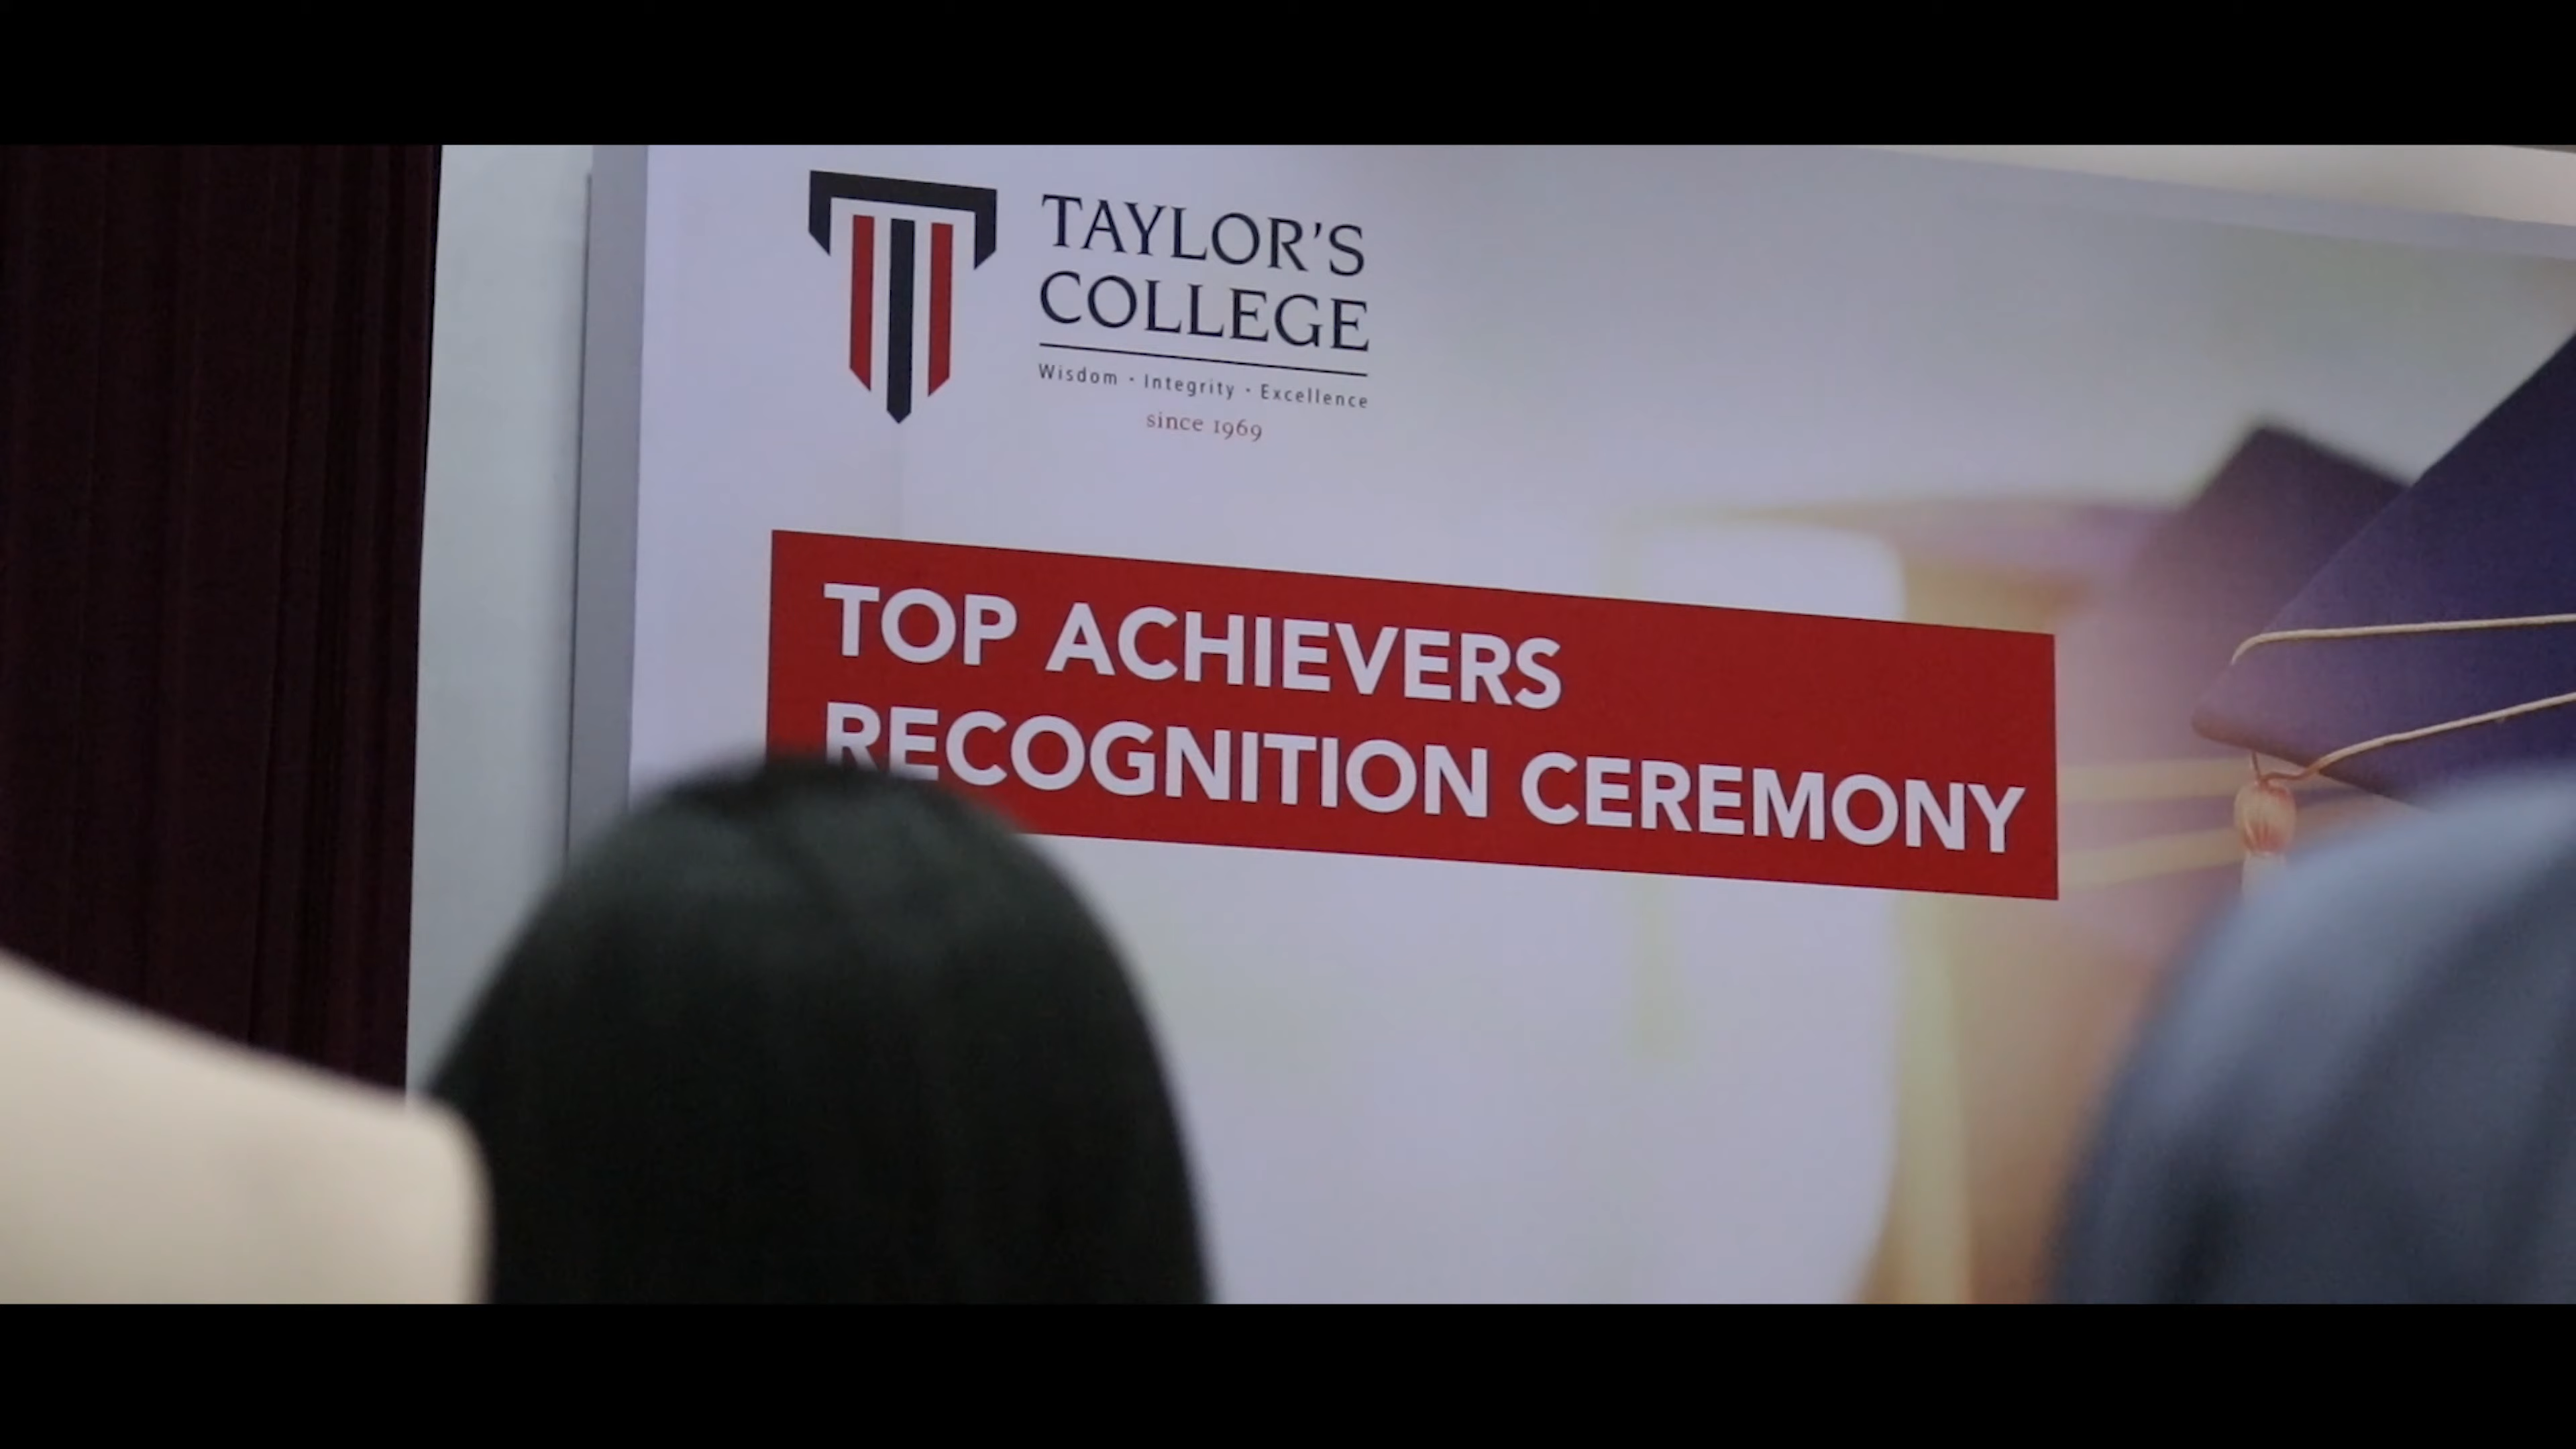 TAYLOR'S
COLLEGE
Wisdom · Integrity · Excellence
since 1969
TOP ACHIEVERS
RECOGNITION CEREMONY